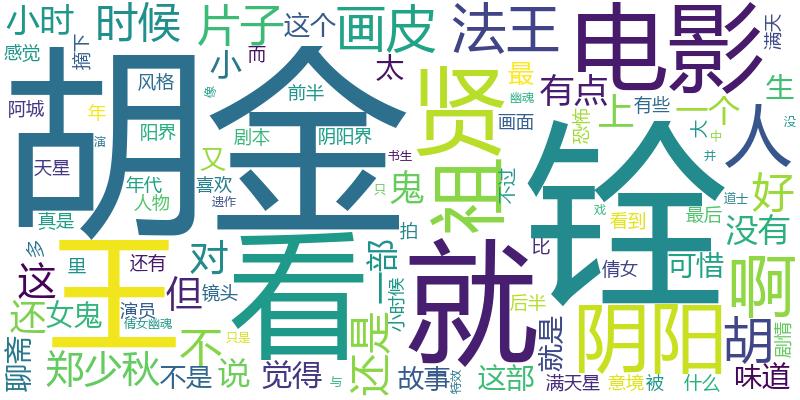 小时
时候
片子
这个
画皮
法王
电影
满天
感觉
摘下
小
而
太
最
有点
上
有些
一个
生
胡金
铨
贤
祖
阿城
风格
像
前半
幽魂
画面
恐怖
大
中
没
人
年
演
阳界
剧本
阴阳界
书生
并
天星
又
年代
喜欢
鬼
只
不过
道士
好
人物
遗作
真是
拍
戏
看到
最后
没有
多
里
还有
王
看
就
对
一部
比
倩女
可惜
啊
这
但
镜头
小时候
后半
还
女鬼
演员
倩女幽魂
不
还是
就是
阴阳
胡
剧情
聊斋
郑少秋
不是
说
只是
觉得
与
故事
特效
这部
满天星
意境
被
什么
味道